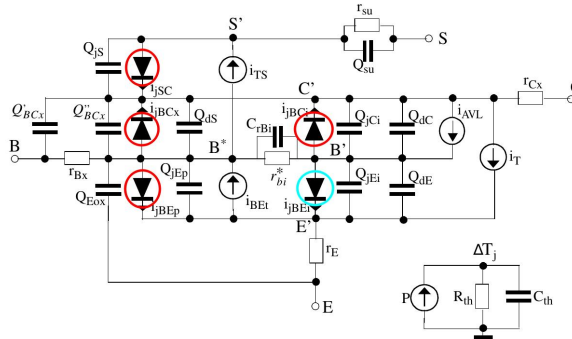 r_su
S'
S
Q_jS
Q_su
i_jSC
i_TS
C'
r_Cx
Q'_BCx
Q"_BCx
i_jBCx
Q_dS
C_rBi
i_jBCi
Q_jCi
Q_dC
i_AVL
B
B*
B'
i_T
r_Bx
r*_bi
Q_Eox
Q_jEp
i_jBEp
i_BEt
i_jBEi
Q_jEi
Q_dE
E'
r_E
ΔT_j
E
P
R_th
C_th